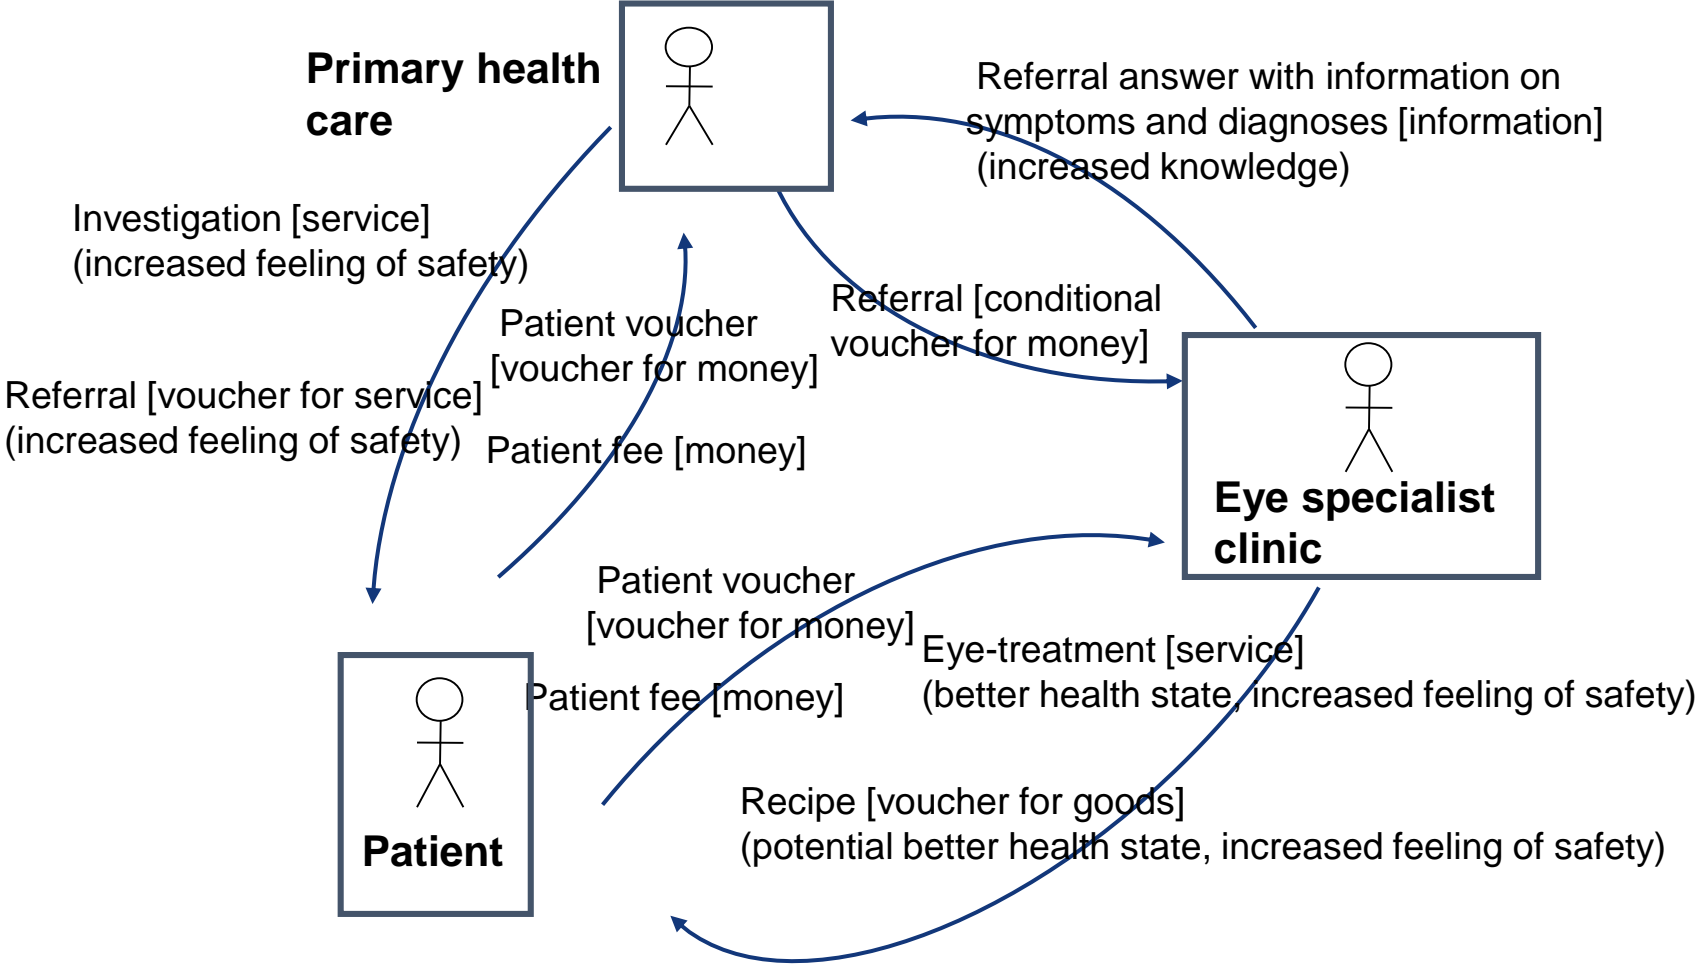 Primary health
care
Referral answer with information on
symptoms and diagnoses [information]
(increased knowledge)
Investigation [service]
(increased feeling of safety)
Patient voucher
[voucher for money]
Referral [conditional
voucher for money]
Referral [voucher for service]
(increased feeling of safety)
Patient fee [money]
Eye specialist
clinic
Patient voucher
[voucher for money]
Patient fee [money]
Eye-treatment [service]
(better health state, increased feeling of safety)
Recipe [voucher for goods]
(potential better health state, increased feeling of safety)
Patient